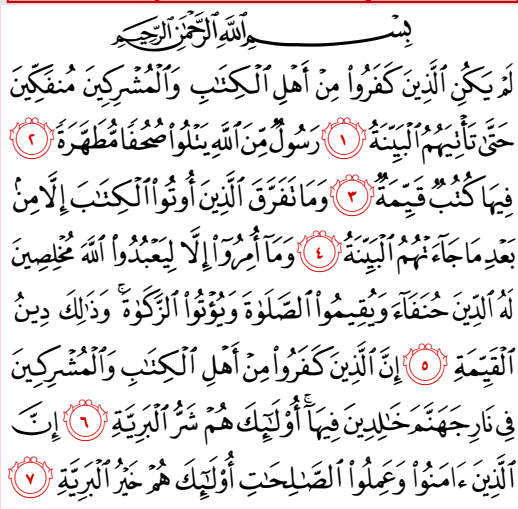 بِسْمِ ٱللَّهِ ٱلرَّحْمَٰنِ ٱلرَّحِيمِ
لَمْ يَكُنِ ٱلَّذِينَ كَفَرُوا۟ مِنْ أَهْلِ ٱلْكِتَٰبِ وَٱلْمُشْرِكِينَ مُنفَكِّينَ
حَتَّىٰ تَأْتِيَهُمُ ٱلْبَيِّنَةُ ١ رَسُولٌ مِّنَ ٱللَّهِ يَتْلُوا۟ صُحُفًا مُّطَهَّرَةً ٢
فِيهَا كُتُبٌ قَيِّمَةٌ ٣ وَمَا تَفَرَّقَ ٱلَّذِينَ أُوتُوا۟ ٱلْكِتَٰبَ إِلَّا مِنۢ
بَعْدِ مَا جَآءَتْهُمُ ٱلْبَيِّنَةُ ٤ وَمَآ أُمِرُوٓا۟ إِلَّا لِيَعْبُدُوا۟ ٱللَّهَ مُخْلِصِينَ
لَهُ ٱلدِّينَ حُنَفَآءَ وَيُقِيمُوا۟ ٱلصَّلَوٰةَ وَيُؤْتُوا۟ ٱلزَّكَوٰةَ ۚ وَذَٰلِكَ دِينُ
ٱلْقَيِّمَةِ ٥ إِنَّ ٱلَّذِينَ كَفَرُوا۟ مِنْ أَهْلِ ٱلْكِتَٰبِ وَٱلْمُشْرِكِينَ
فِى نَارِ جَهَنَّمَ خَٰلِدِينَ فِيهَآ ۚ أُو۟لَٰٓئِكَ هُمْ شَرُّ ٱلْبَرِيَّةِ ٦ إِنَّ
ٱلَّذِينَ ءَامَنُوا۟ وَعَمِلُوا۟ ٱلصَّٰلِحَٰتِ أُو۟لَٰٓئِكَ هُمْ خَيْرُ ٱلْبَرِيَّةِ ٧